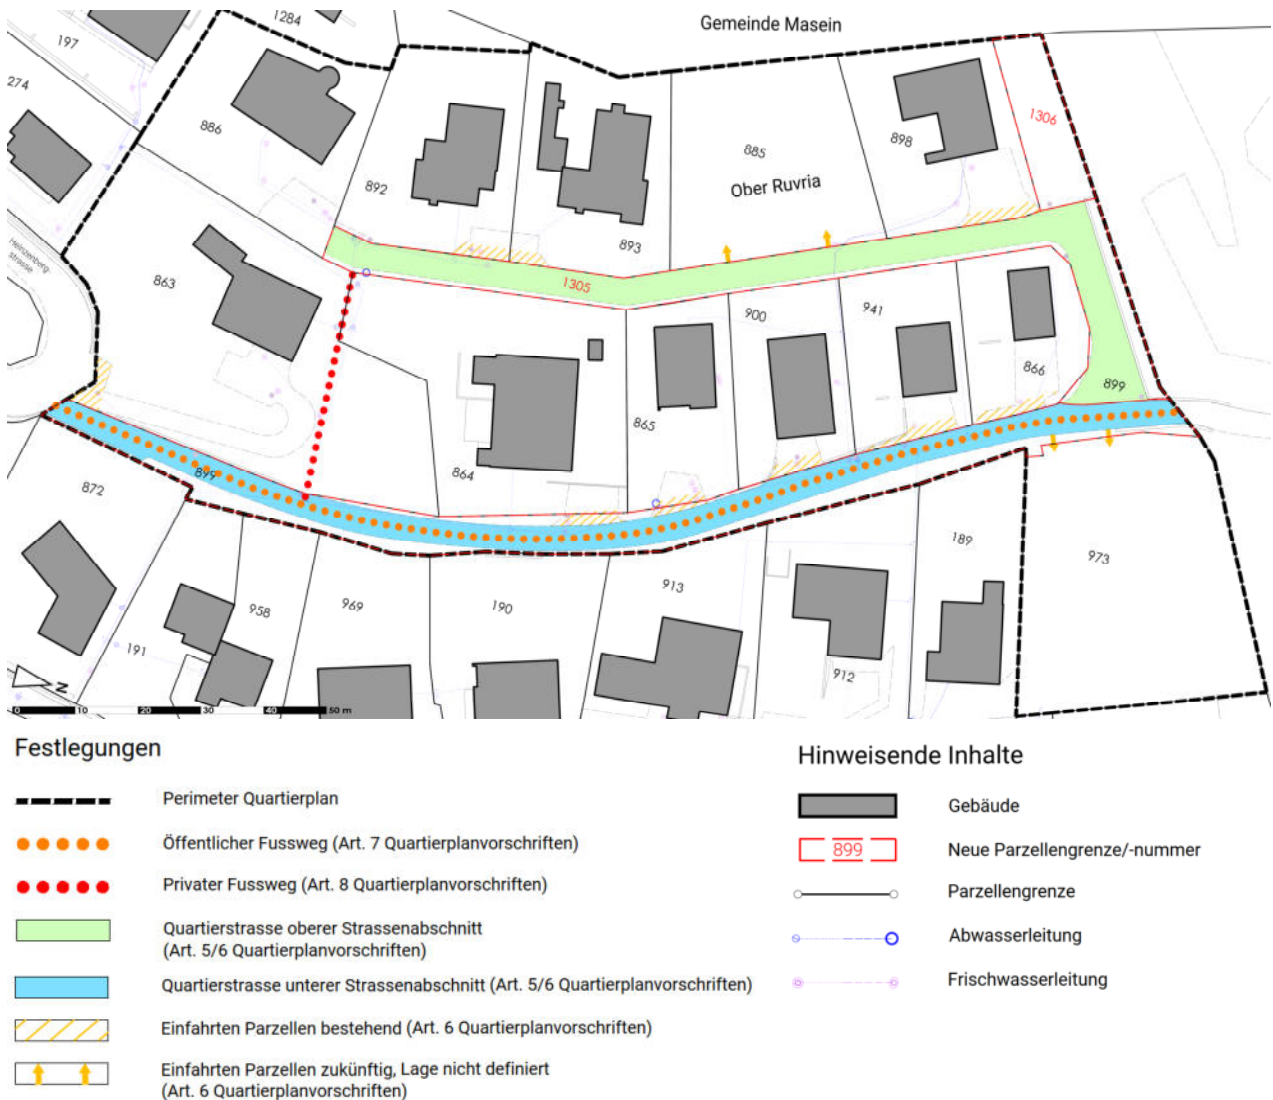 Gemeinde Masein
1284
197
274
886
892
893
885
898
1306
Ober Ruvria
Heinzenberg
strasse
863
1305
900
941
866
899
865
864
899
872
958
969
190
913
189
973
191
912
N
0 10 20 30 40 50 m
Festlegungen
Perimeter Quartierplan
Öffentlicher Fussweg (Art. 7 Quartierplanvorschriften)
Privater Fussweg (Art. 8 Quartierplanvorschriften)
Quartierstrasse oberer Strassenabschnitt
(Art. 5/6 Quartierplanvorschriften)
Quartierstrasse unterer Strassenabschnitt (Art. 5/6 Quartierplanvorschriften)
Einfahrten Parzellen bestehend (Art. 6 Quartierplanvorschriften)
Einfahrten Parzellen zukünftig, Lage nicht definiert
(Art. 6 Quartierplanvorschriften)
Hinweisende Inhalte
Gebäude
899
Neue Parzellengrenze/-nummer
Parzellengrenze
Abwasserleitung
Frischwasserleitung